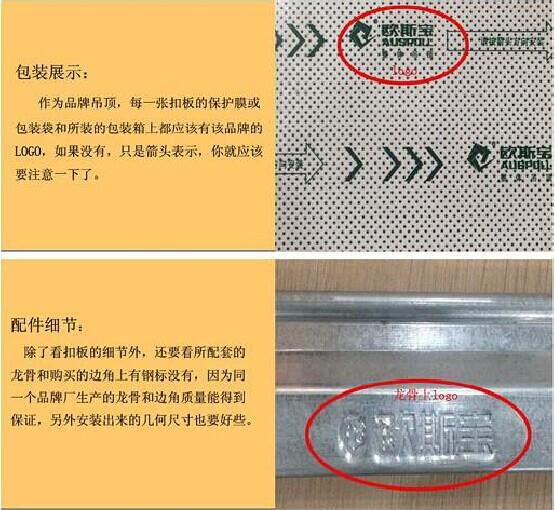 包装展示：
作为品牌吊顶，每一张扣板的保护膜或
包装袋和所装的包装箱上都应该有该品牌的
LOGO，如果没有，只是箭头表示，你就应该
要注意一下了。
欧斯宝
AUSPOU
logo
欧斯宝
AUSPOU
配件细节：
除了看扣板的细节外，还要看所配套的
龙骨和购买的边角上有钢标没有，因为同
一个品牌厂生产的龙骨和边角质量能得到
保证，另外安装出来的几何尺寸也要好些。
龙骨上logo
欧斯宝